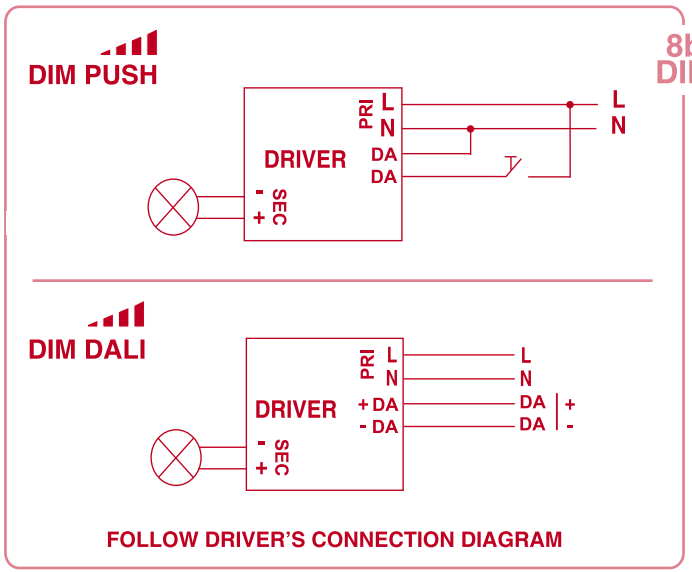 DIM PUSH
8b
PRI
L
L
N
N
DRIVER
DA
DA
-
+
SEC
DIM DALI
PRI
L
L
N
N
DRIVER
+ DA
DA
+
- DA
DA
-
-
+
SEC
FOLLOW DRIVER'S CONNECTION DIAGRAM